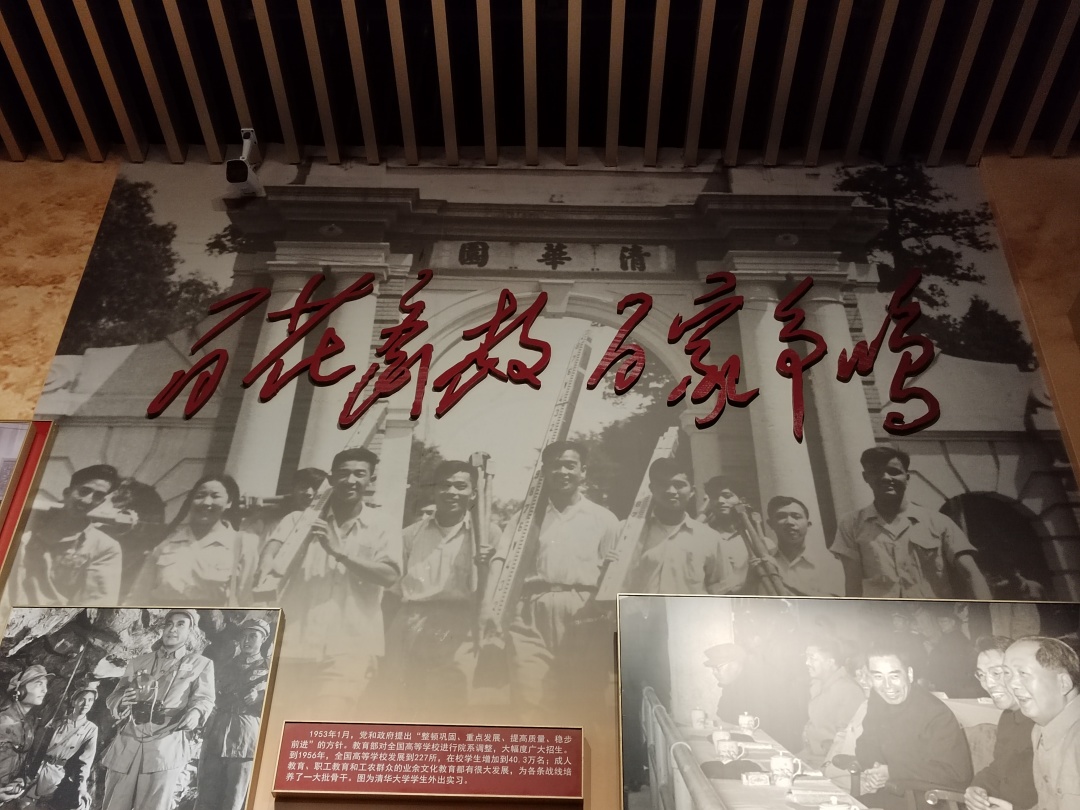 清華園
百花齊放 百家争鳴
1953年1月，党和政府提出“整顿巩固、重点发展、提高质量、稳步
前进”的方针。教育部对全国高等学校进行院系调整，大幅度广大招生。
到1956年，全国高等学校发展到227所，在校学生增加到40.3万名；成人
教育，职工教育和工农群众的业余文化教育都有很大发展，为各条战线培
养了一大批骨干。图为清华大学学生外出实习。